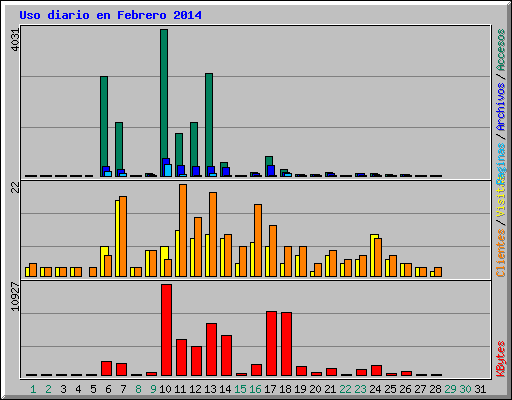 Uso diario en Febrero 2014
4031
22
10927
Accesos / Archivos / Paginas
Visitas / Clientes
KBytes
1 2 3 4 5 6 7 8 9 10 11 12 13 14 15 16 17 18 19 20 21 22 23 24 25 26 27 28 29 30 31